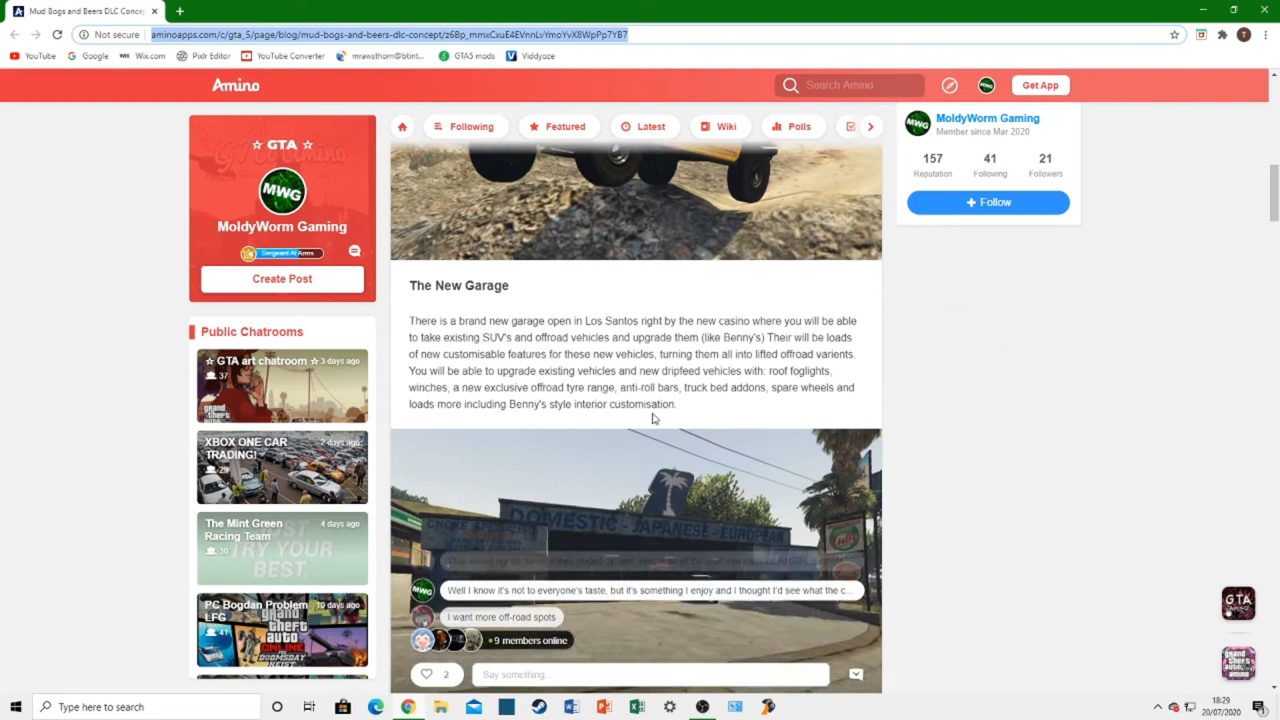 Mud Bogs and Beers DLC Conce
Not secure
aminoapps.com/c/gta_5/page/blog/mud-bogs-and-beers-dlc-concept/z6Bp_mmxCxuE4EVnnLvYmoYvX8WpPp7YB7
YouTube
Google
Wix.com
Pixlr Editor
YouTube Converter
mrawsthorn@btint...
GTA5 mods
Viddyoze
Amino
Search Amino
Get App
☆ GTA ☆
MWG
MoldyWorm Gaming
Sergeant At Arms
Create Post
Public Chatrooms
☆ GTA art chatroom ☆ 3 days ago
37
XBOX ONE CAR TRADING! 2 days ago
29
The Mint Green Racing Team 4 days ago
30
JUST TRY YOUR BEST.
PC Bogdan Problem LFG 10 days ago
41
Following
Featured
Latest
Wiki
Polls
The New Garage
There is a brand new garage open in Los Santos right by the new casino where you will be able
to take existing SUV's and offroad vehicles and upgrade them (like Benny's) Their will be loads
of new customisable features for these new vehicles, turning them all into lifted offroad varients.
You will be able to upgrade existing vehicles and new dripfeed vehicles with: roof foglights,
winches, a new exclusive offroad tyre range, anti-roll bars, truck bed addons, spare wheels and
loads more including Benny's style interior customisation.
DOMESTIC - JAPANESE - EUROPEAN
Well I know it's not to everyone's taste, but it's something I enjoy and I thought I'd see what the c...
I want more off-road spots
9 members online
2
Say something...
MWG
MoldyWorm Gaming
Member since Mar 2020
157
41
21
Reputation
Following
Followers
+ Follow
GTA AMINO
Type here to search
18:29
20/07/2020